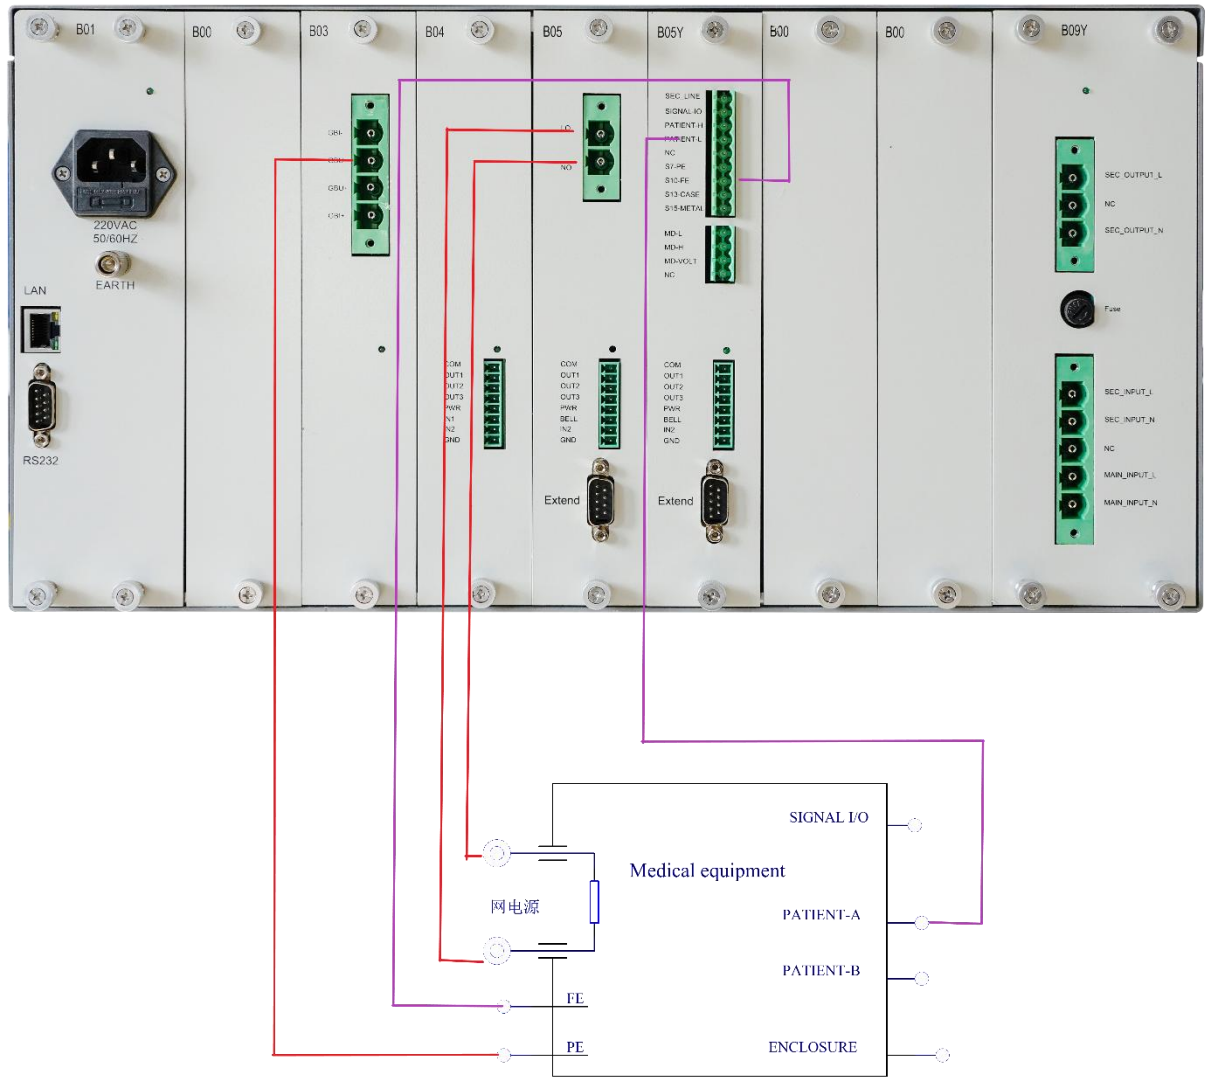 B01
B00
B03
B04
B05
B05Y
B00
B00
B09Y
220VAC
50/60HZ
EARTH
LAN
RS232
GBI-
GBU-
GBI+
NO
SEC_LINE
SIGNAL-IO
PATIENT-H
PATIENT-L
NC
S7-PE
S10-FE
S13-CASE
S15-METAL
MD-L
MD-H
MD-VOLT
NC
COM
OUT1
OUT2
OUT3
PWR
IN1
IN2
GND
COM
OUT1
OUT2
OUT3
PWR
BELL
IN2
GND
Extend
COM
OUT1
OUT2
OUT3
PWR
BELL
IN2
GND
Extend
SEC_OUTPUT_L
NC
SEC_OUTPUT_N
Fuse
SEC_INPUT_L
SEC_INPUT_N
NC
MAIN_INPUT_L
MAIN_INPUT_N
SIGNAL I/O
Medical equipment
网电源
PATIENT-A
PATIENT-B
FE
PE
ENCLOSURE